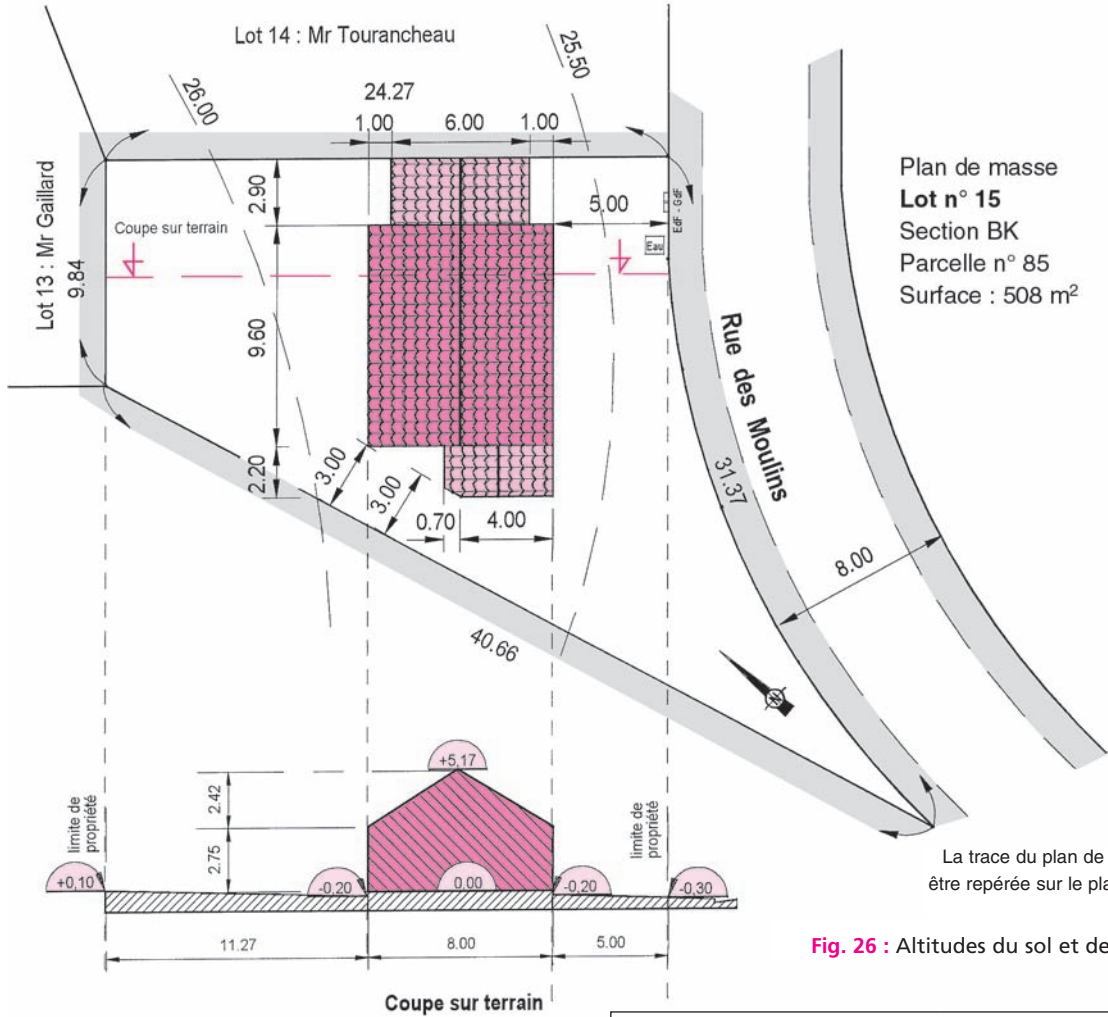 Lot 14 : Mr Tourancheau
25.50
26.00
24.27
1.00
6.00
1.00
Lot 13 : Mr Gaillard
9.84
2.90
Coupe sur terrain
5.00
EdF - GdF
Eau
Plan de masse
Lot n° 15
Section BK
Parcelle n° 85
Surface : 508 m²
9.60
Rue des Moulins
31.37
2.20
3.00
3.00
0.70
4.00
8.00
40.66
N
+5,17
2.42
2.75
limite de
propriété
limite de
propriété
+0,10
-0,20
0.00
-0,20
-0,30
11.27
8.00
5.00
La trace du plan de
être repérée sur le pla
Fig. 26 : Altitudes du sol et de
Coupe sur terrain